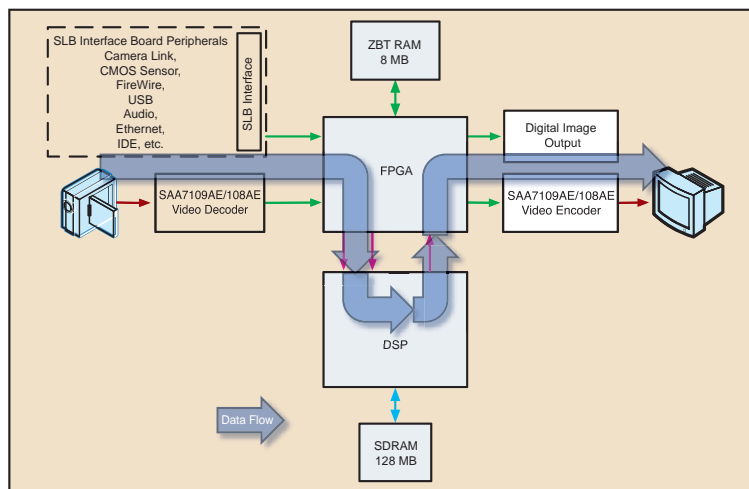 SLB Interface Board Peripherals
Camera Link,
CMOS Sensor,
FireWire,
USB
Audio,
Ethernet,
IDE, etc.
SLB Interface
ZBT RAM
8 MB
FPGA
Digital Image
Output
SAA7109AE/108AE
Video Decoder
SAA7109AE/108AE
Video Encoder
DSP
Data Flow
SDRAM
128 MB